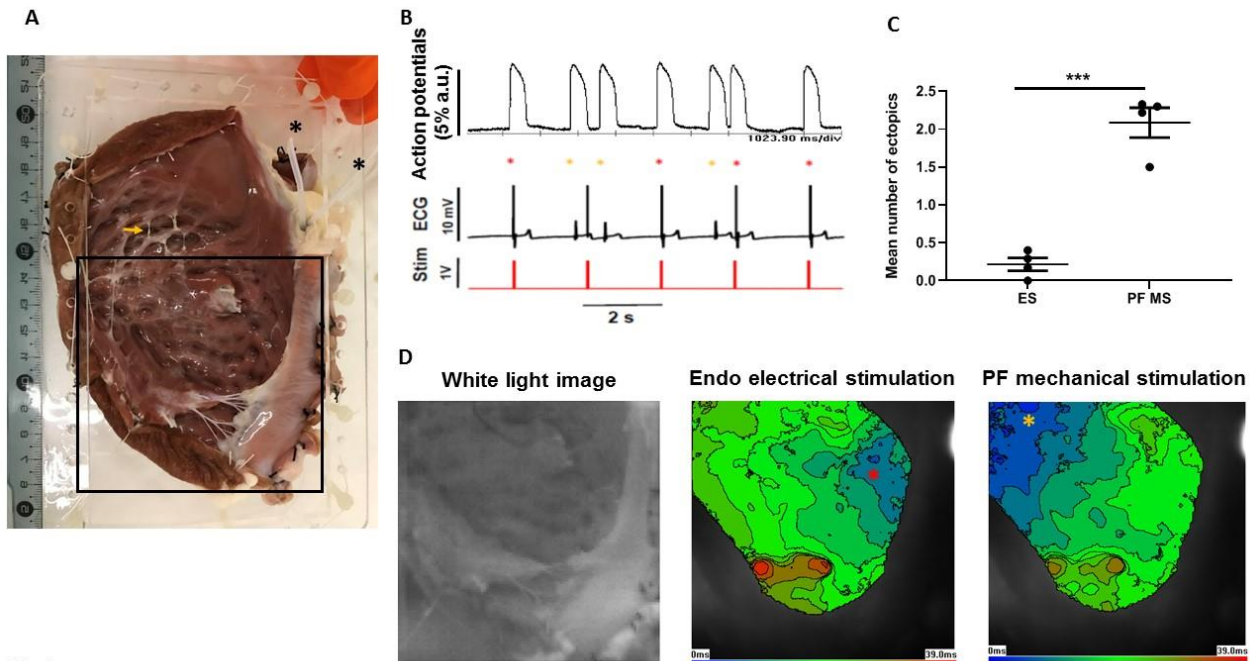 A
B
Action potentials
(5% a.u.)
1023.90 ms/div
ECG
10 mV
Stim
1V
2 s
C
***
Mean number of ectopics
2.5
2.0
1.5
1.0
0.5
0.0
ES
PF MS
D
White light image
Endo electrical stimulation
PF mechanical stimulation
0ms
39.0ms
0ms
39.0ms